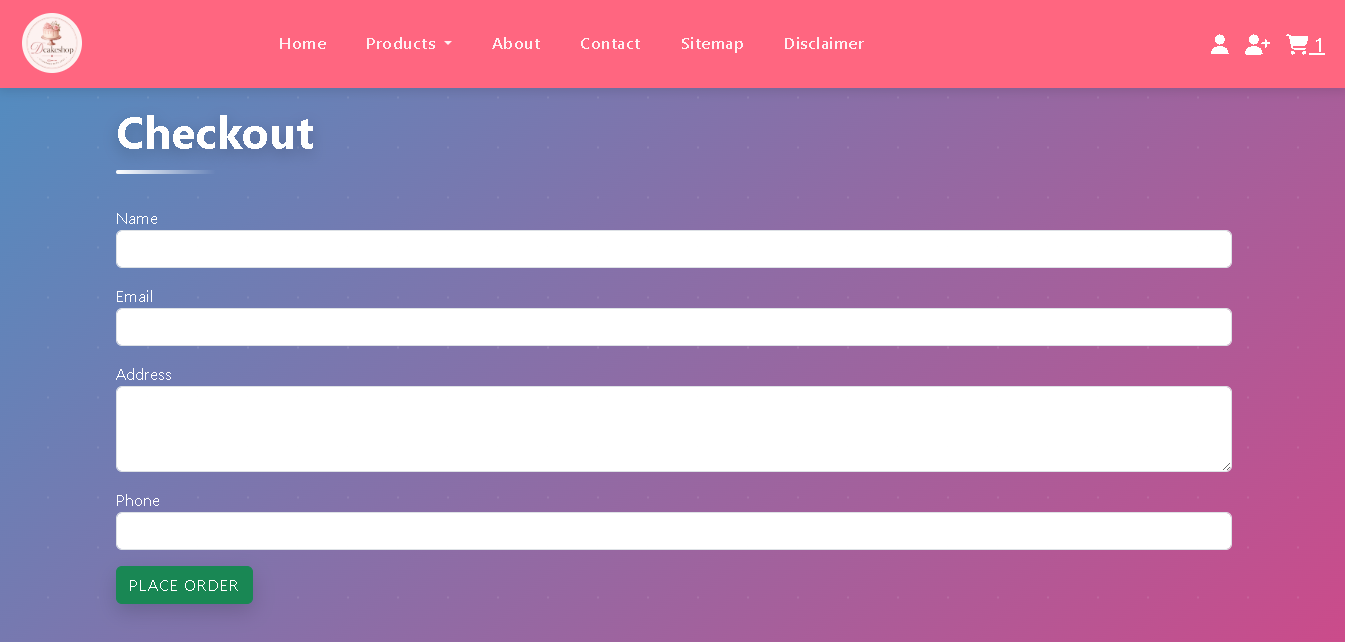 Home Products About Contact Sitemap Disclaimer 1
Checkout
Name
Email
Address
Phone
PLACE ORDER